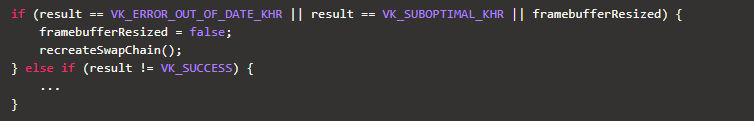 if (result == VK_ERROR_OUT_OF_DATE_KHR || result == VK_SUBOPTIMAL_KHR || framebufferResized) {
    framebufferResized = false;
    recreateSwapChain();
} else if (result != VK_SUCCESS) {
    ...
}